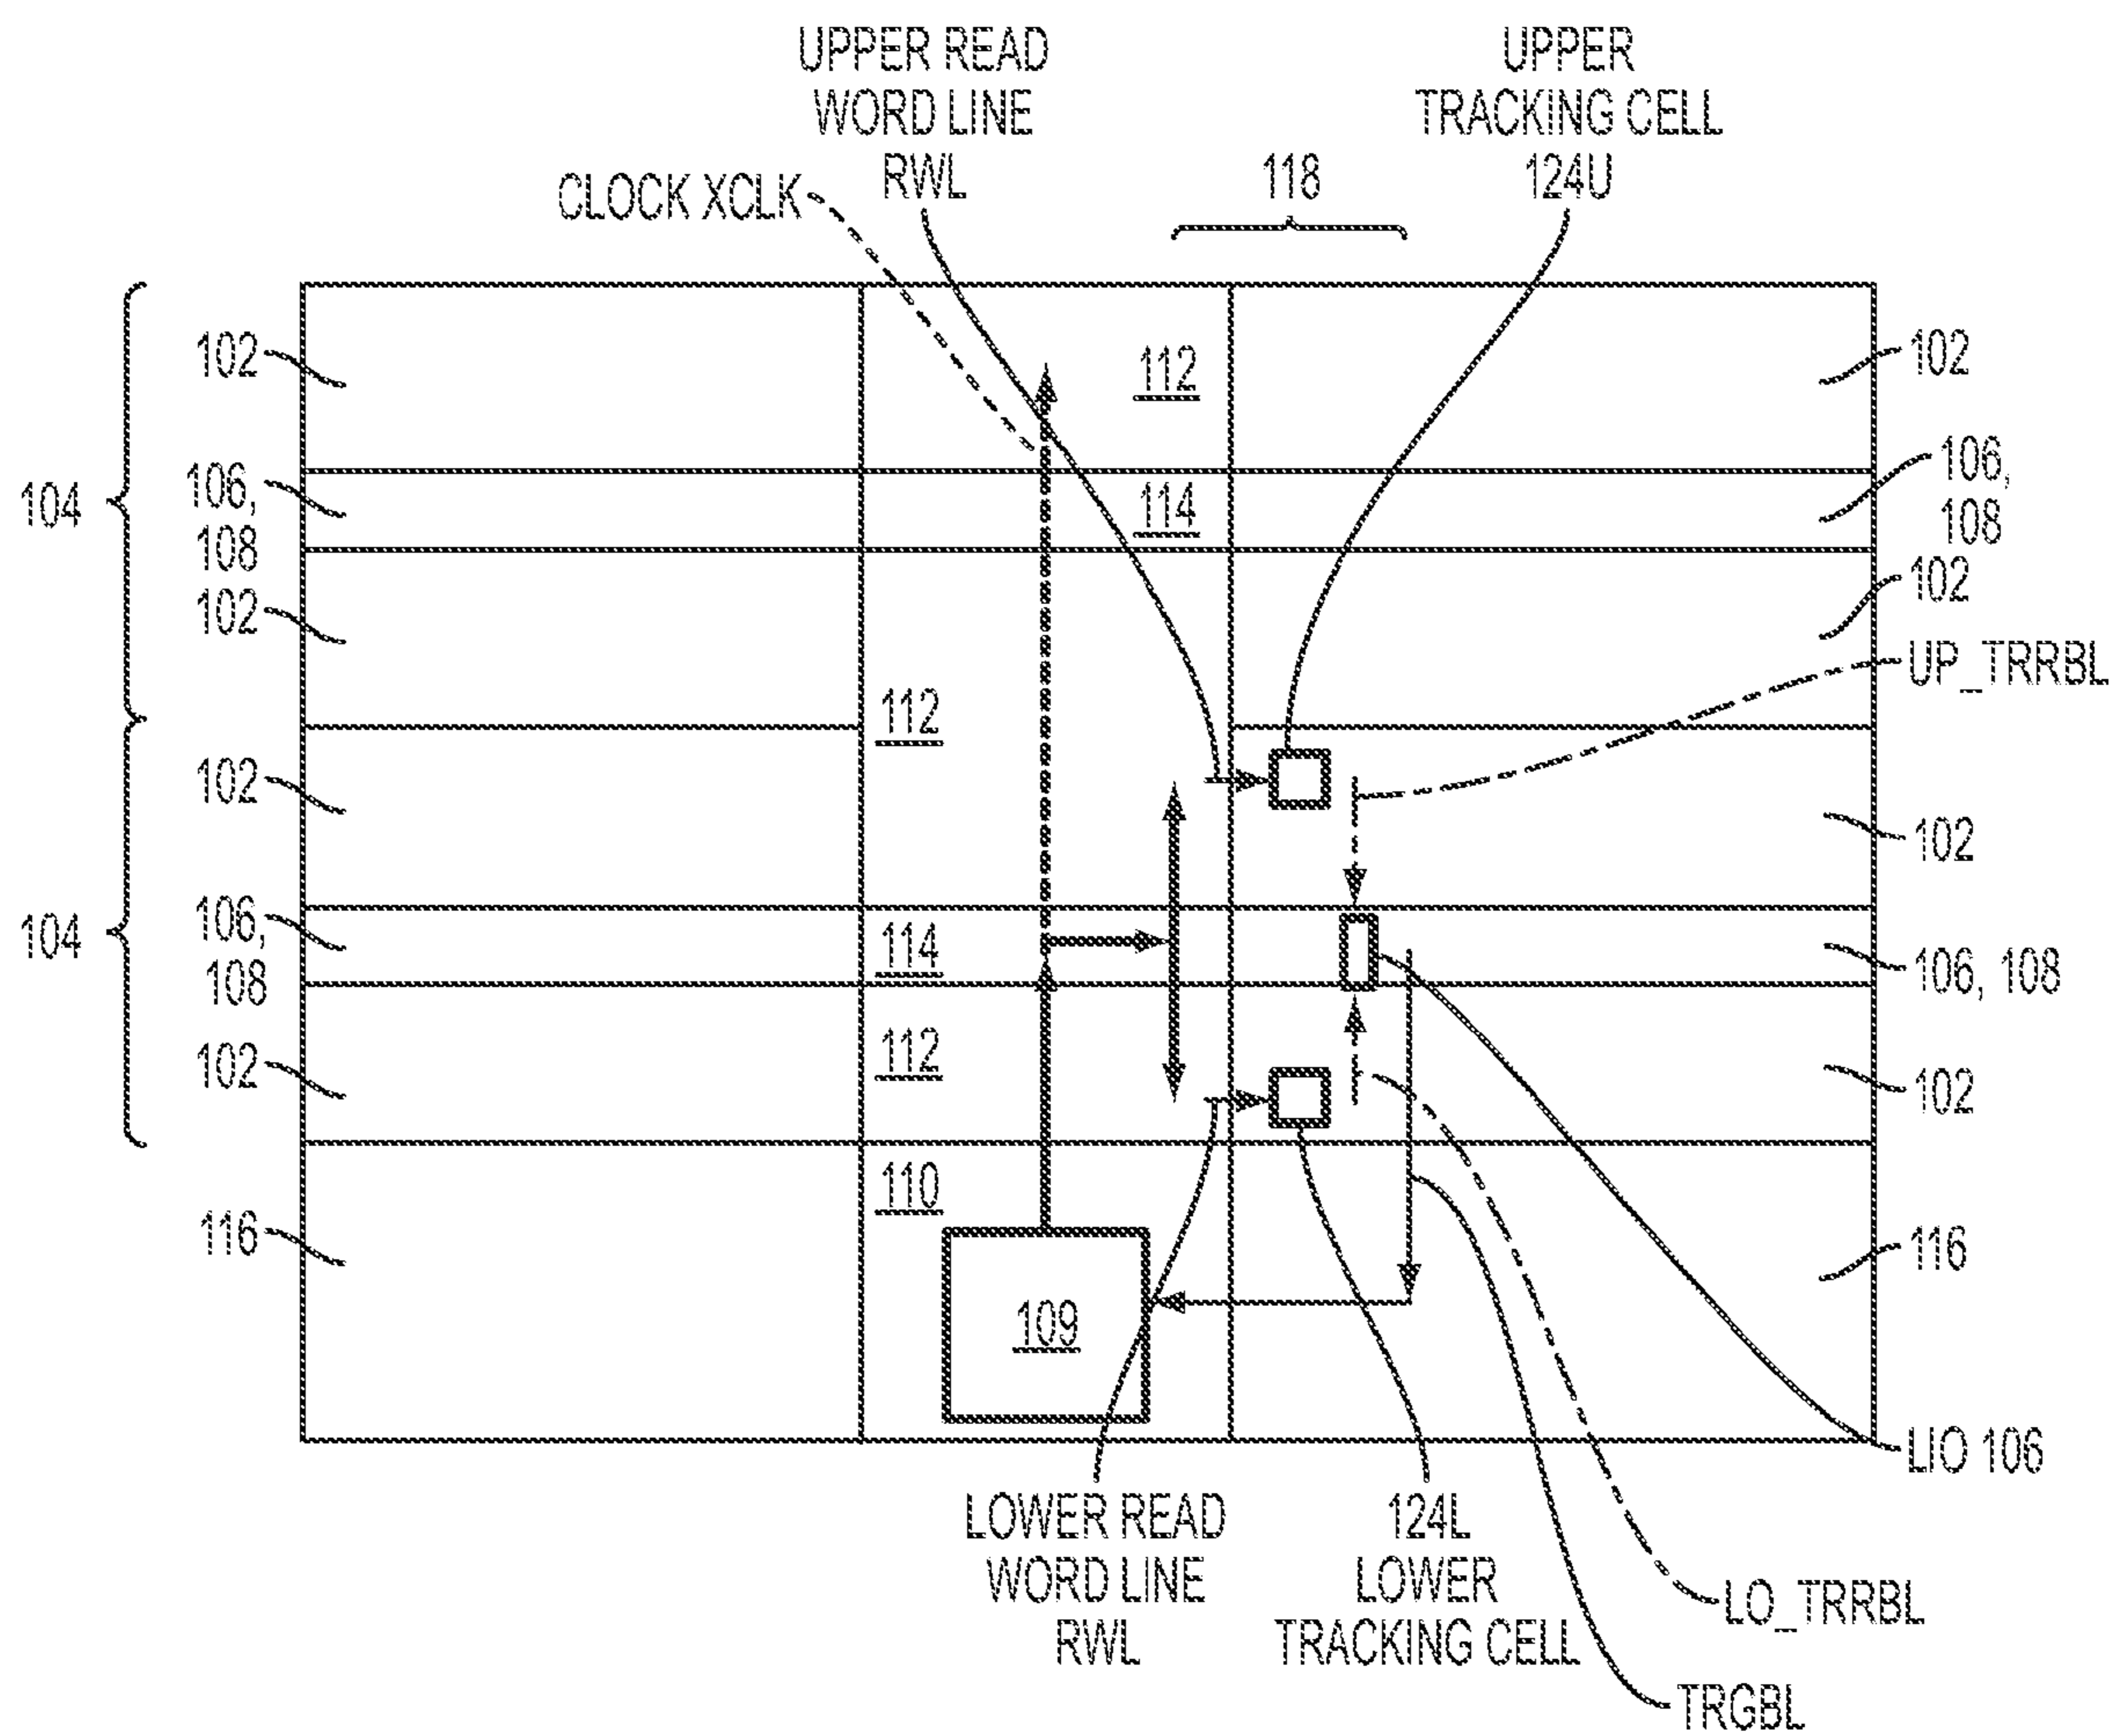 UPPER READ
WORD LINE
RWL
UPPER
TRACKING CELL
124U
CLOCK XCLK
118
102
112
102
104
106,
108
114
106,
108
102
102
UP_TRRBL
112
102
102
104
106,
108
114
106, 108
102
112
102
110
116
116
109
LIO 106
LOWER READ
WORD LINE
RWL
124L
LOWER
TRACKING CELL
LO_TRRBL
TRGBL